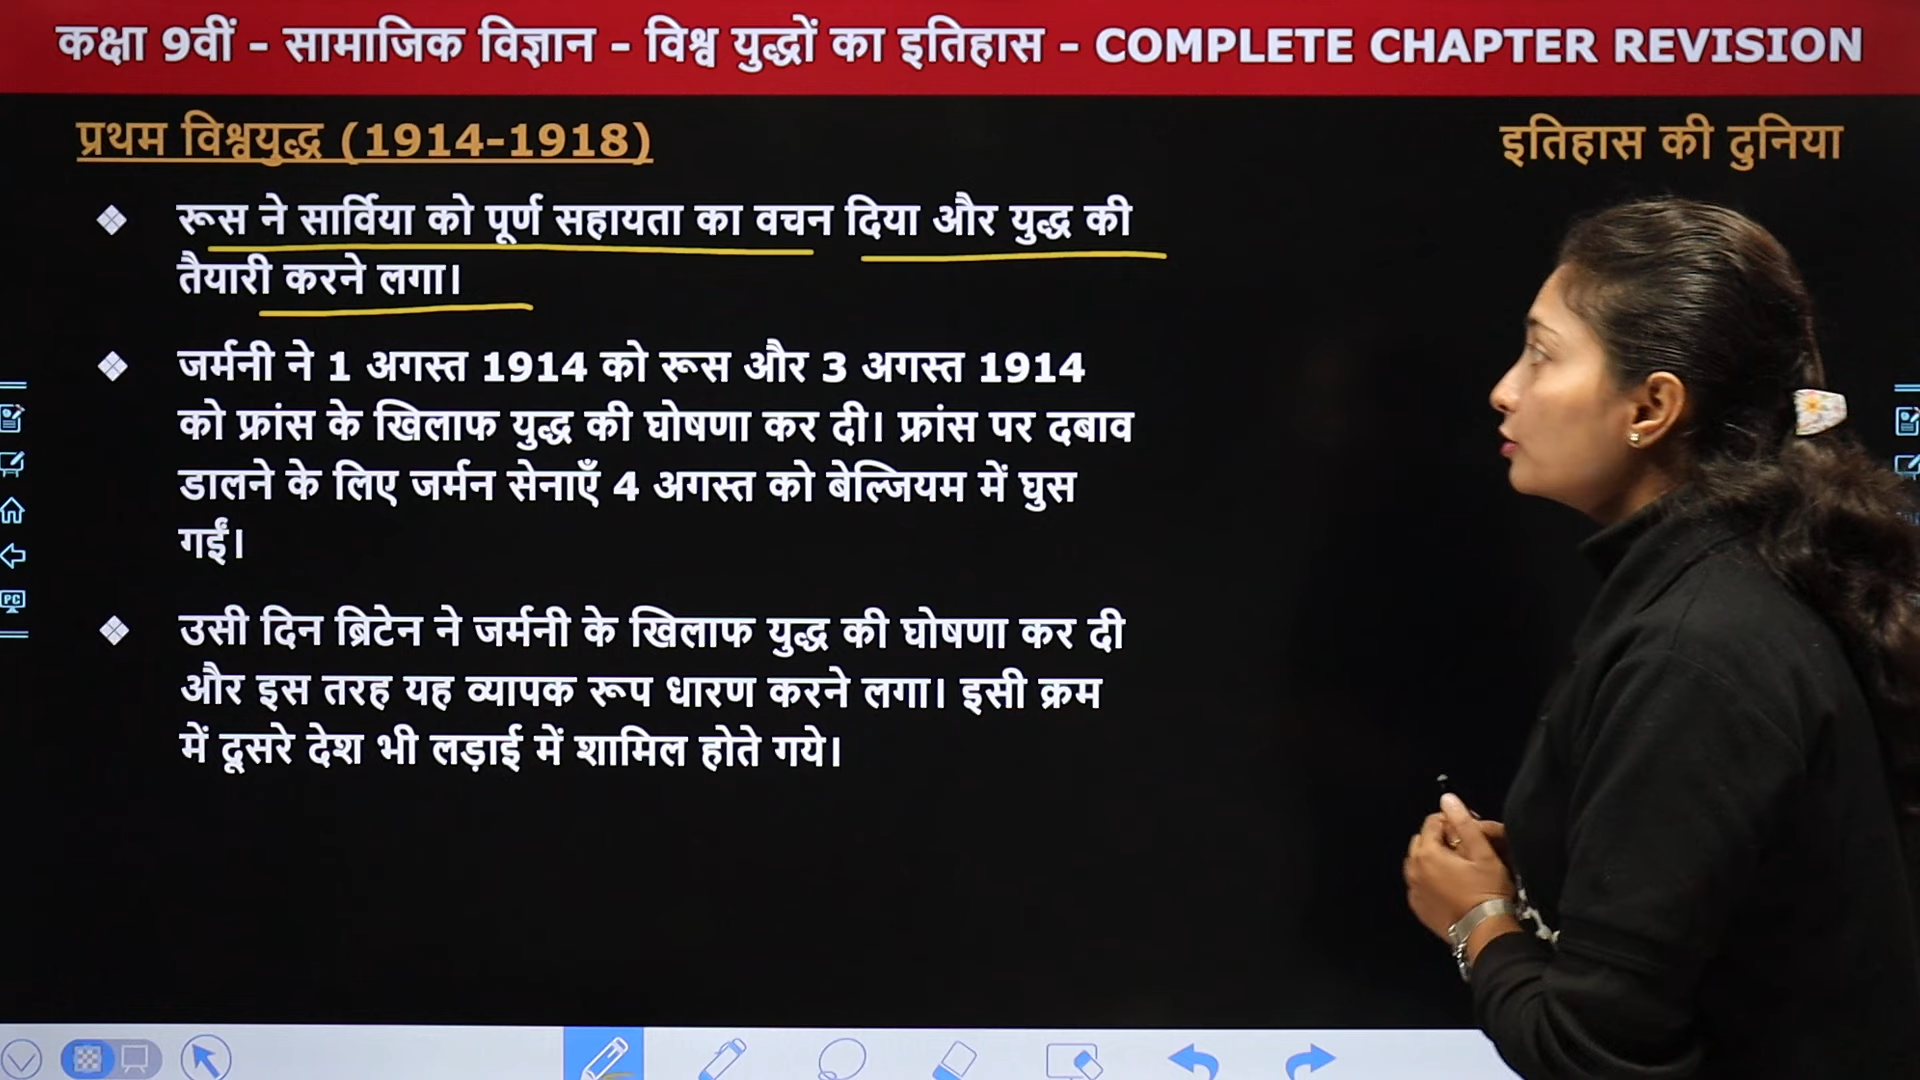 कक्षा 9वीं - सामाजिक विज्ञान - विश्व युद्धों का इतिहास - COMPLETE CHAPTER REVISION
प्रथम विश्वयुद्ध (1914-1918)
इतिहास की दुनिया
❖ रूस ने सार्विया को पूर्ण सहायता का वचन दिया और युद्ध की
तैयारी करने लगा।
❖ जर्मनी ने 1 अगस्त 1914 को रूस और 3 अगस्त 1914
को फ्रांस के खिलाफ युद्ध की घोषणा कर दी। फ्रांस पर दबाव
डालने के लिए जर्मन सेनाएँ 4 अगस्त को बेल्जियम में घुस
गईं।
❖ उसी दिन ब्रिटेन ने जर्मनी के खिलाफ युद्ध की घोषणा कर दी
और इस तरह यह व्यापक रूप धारण करने लगा। इसी क्रम
में दूसरे देश भी लड़ाई में शामिल होते गये।
PC